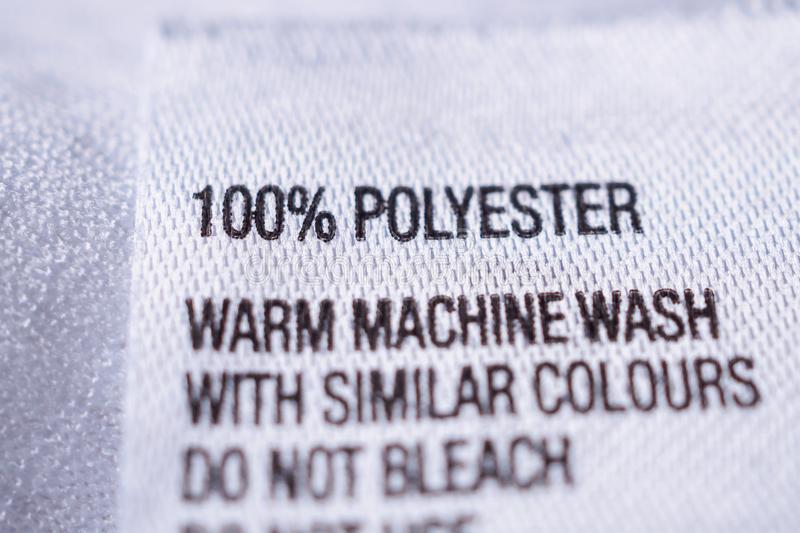 100% POLYESTER
WARM MACHINE WASH
WITH SIMILAR COLOURS
DO NOT BLEACH